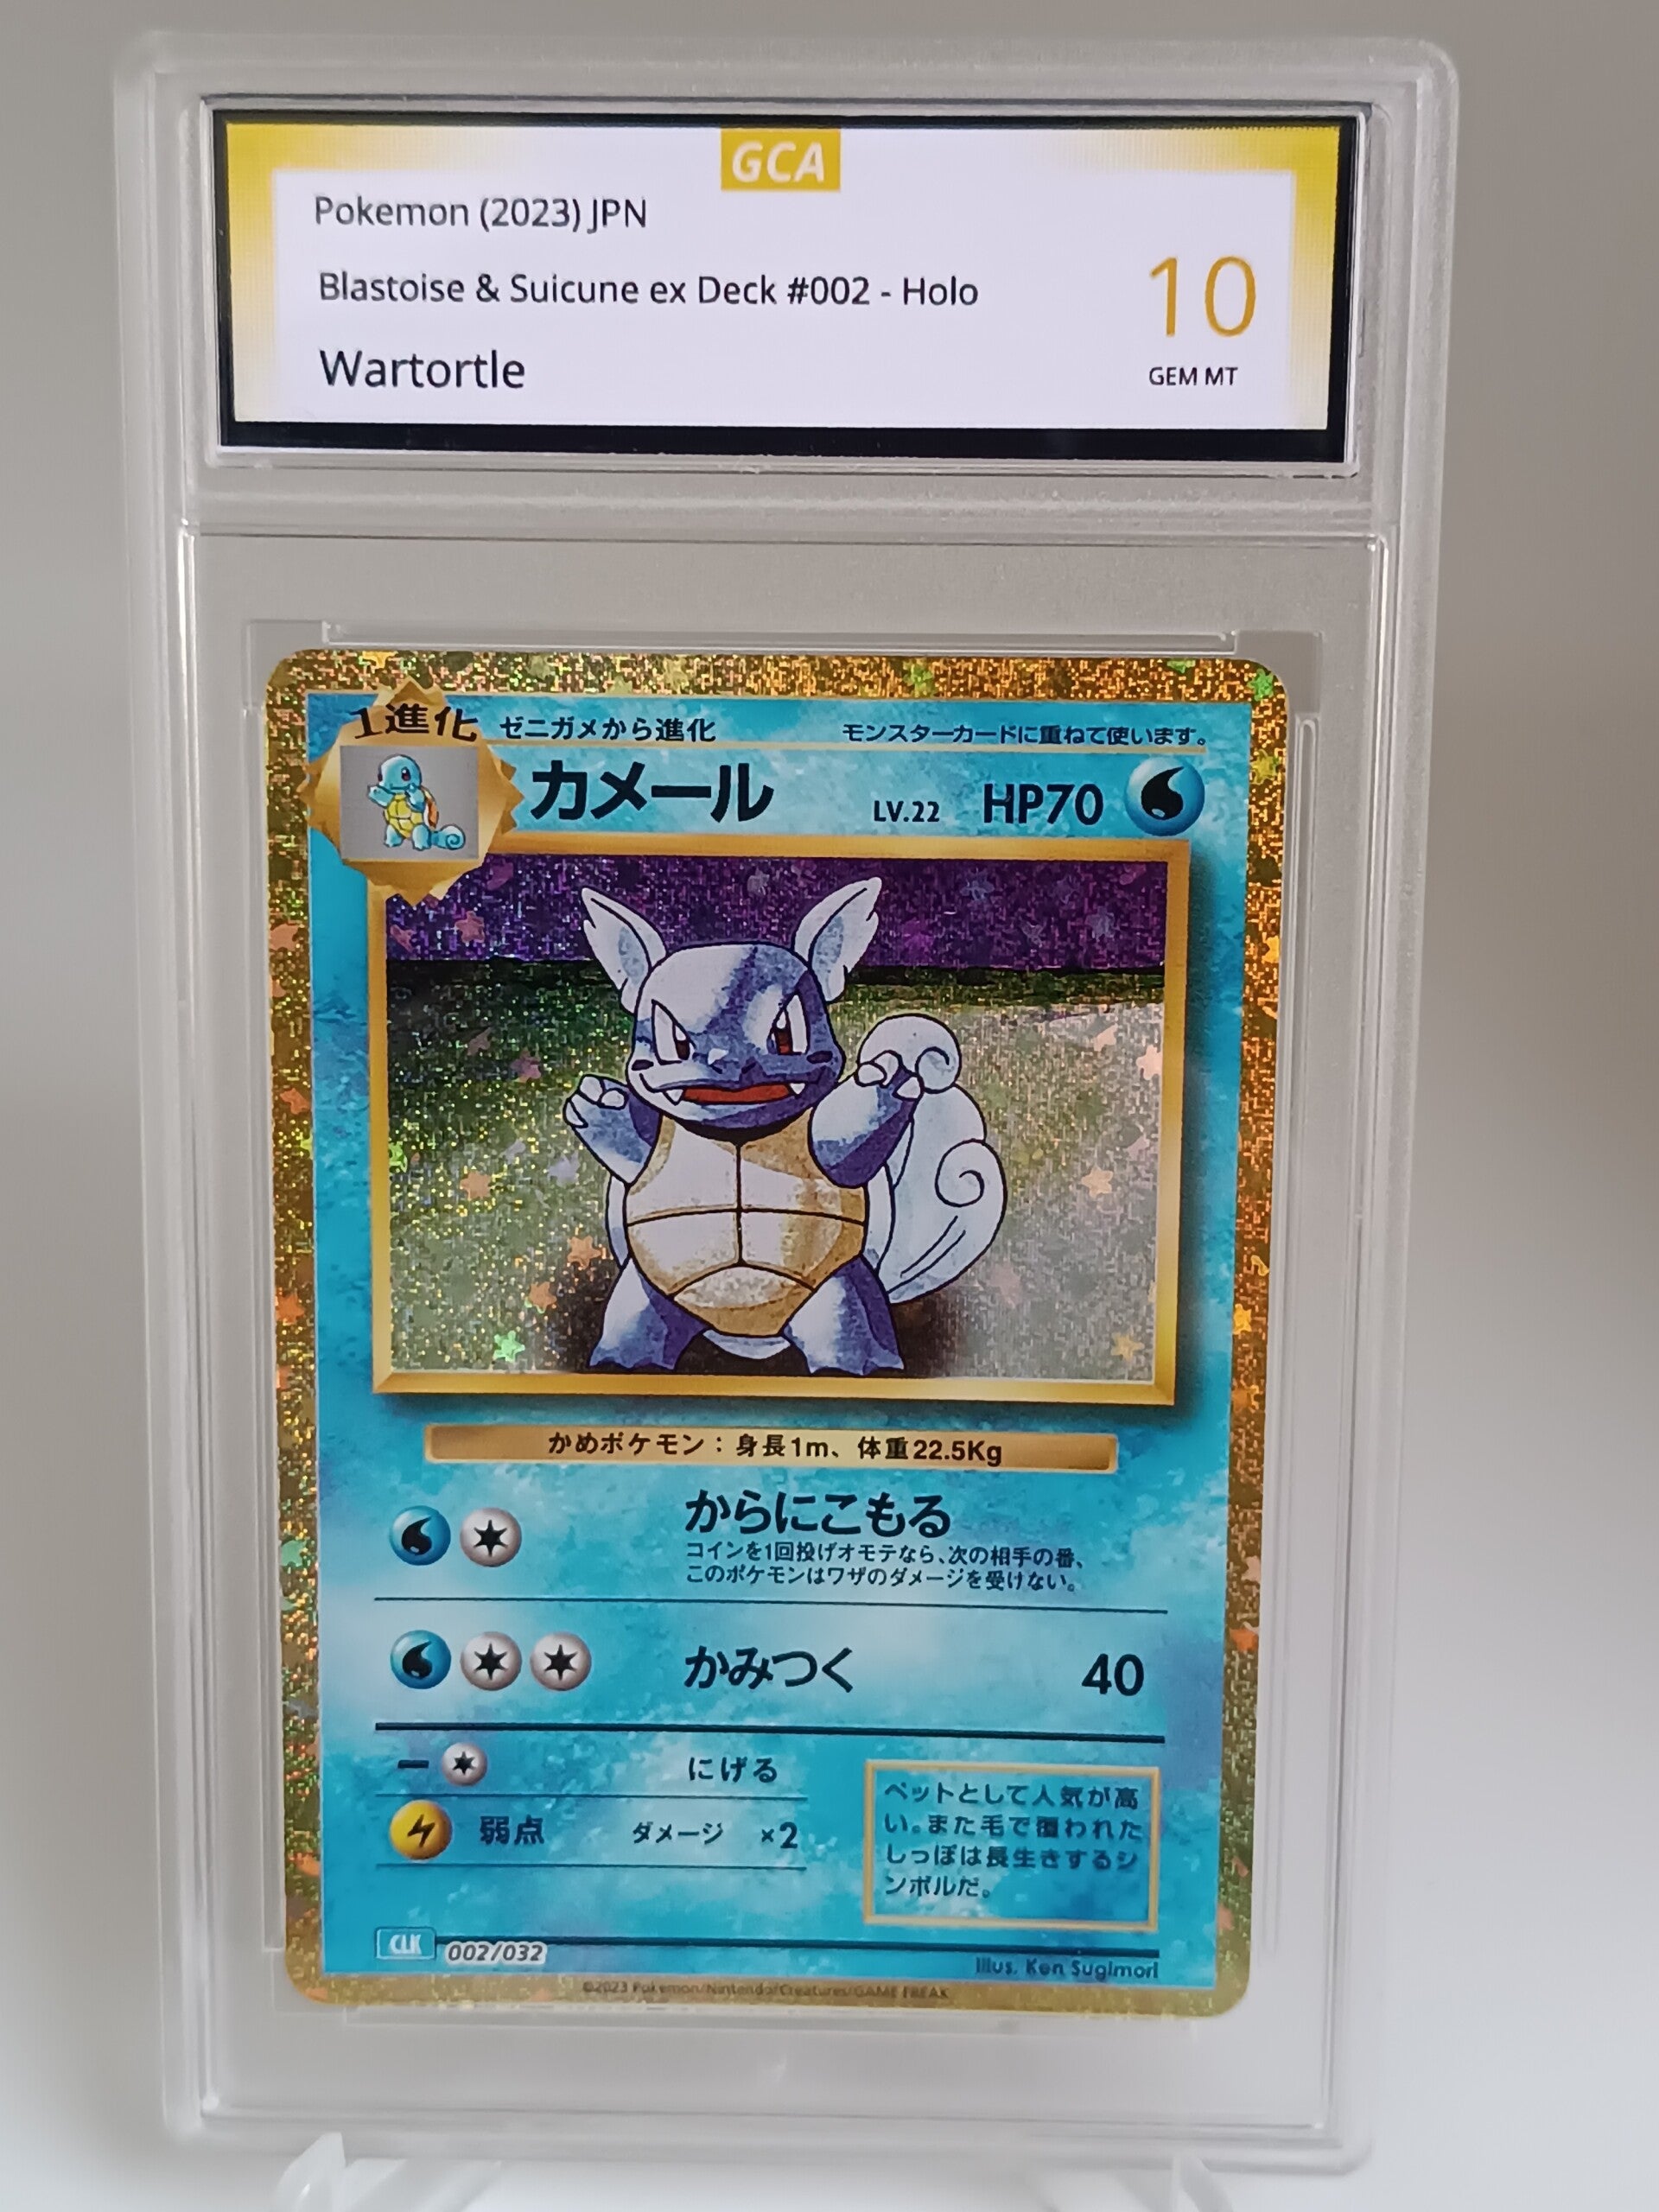 GCA
Pokemon (2023) JPN
Blastoise & Suicune ex Deck #002 - Holo
10
Wartortle
GEM MT
1進化 ゼニガメから進化 モンスターカードに重ねて使います。
カメール LV.22 HP70
かめポケモン：身長1m、体重22.5Kg
からにこもる
コインを1回投げオモテなら、次の相手の番、
このポケモンはワザのダメージを受けない。
かみつく 40
ー にげる
弱点 ダメージ ×2
ペットとして人気が高
い。また毛で覆われた
しっぽは長生きするシ
ンボルだ。
CLK 002/032
Illus. Ken Sugimori
©2023 Pokémon/Nintendo/Creatures/GAME FREAK